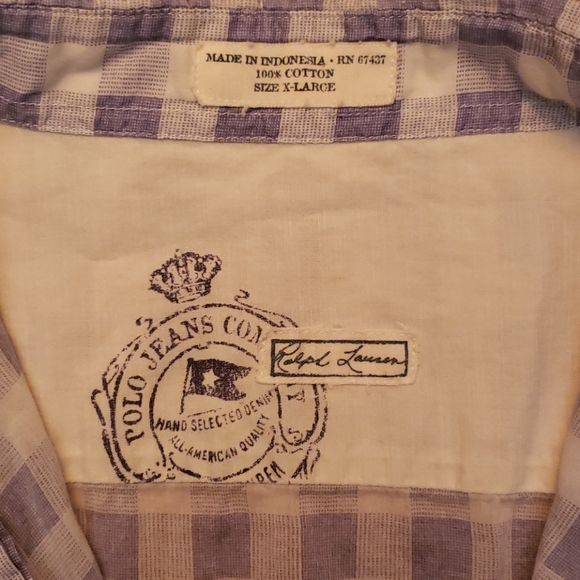 MADE IN INDONESIA • RN 67437
100% COTTON
SIZE X-LARGE
POLO JEANS COM
Ralph Lauren
HAND SELECTED DENIM
ALL-AMERICAN QUALITY